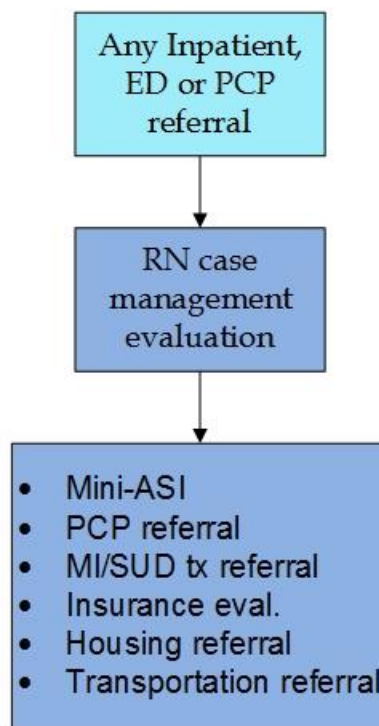 Any Inpatient,
ED or PCP
referral
RN case
management
evaluation
• Mini-ASI
• PCP referral
• MI/SUD tx referral
• Insurance eval.
• Housing referral
• Transportation referral